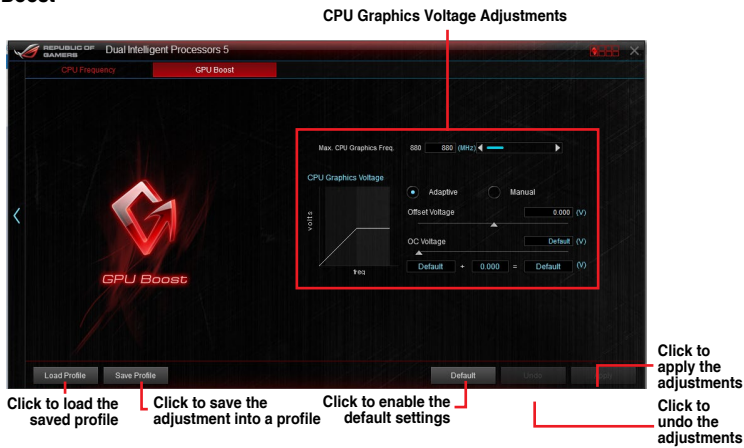 Boost
CPU Graphics Voltage Adjustments
REPUBLIC OF
GAMERS
Dual Intelligent Processors 5
CPU Frequency
GPU Boost
Max. CPU Graphics Freq.
880
880
(MHz)
CPU Graphics Voltage
volts
freq
Adaptive
Manual
Offset Voltage
0.000
(V)
OC Voltage
Default
(V)
Default + 0.000 = Default (V)
GPU Boost
Load Profile
Save Profile
Default
Undo
Click to
apply the
adjustments
Click to load the
saved profile
Click to save the
adjustment into a profile
Click to enable the
default settings
Click to
undo the
adjustments